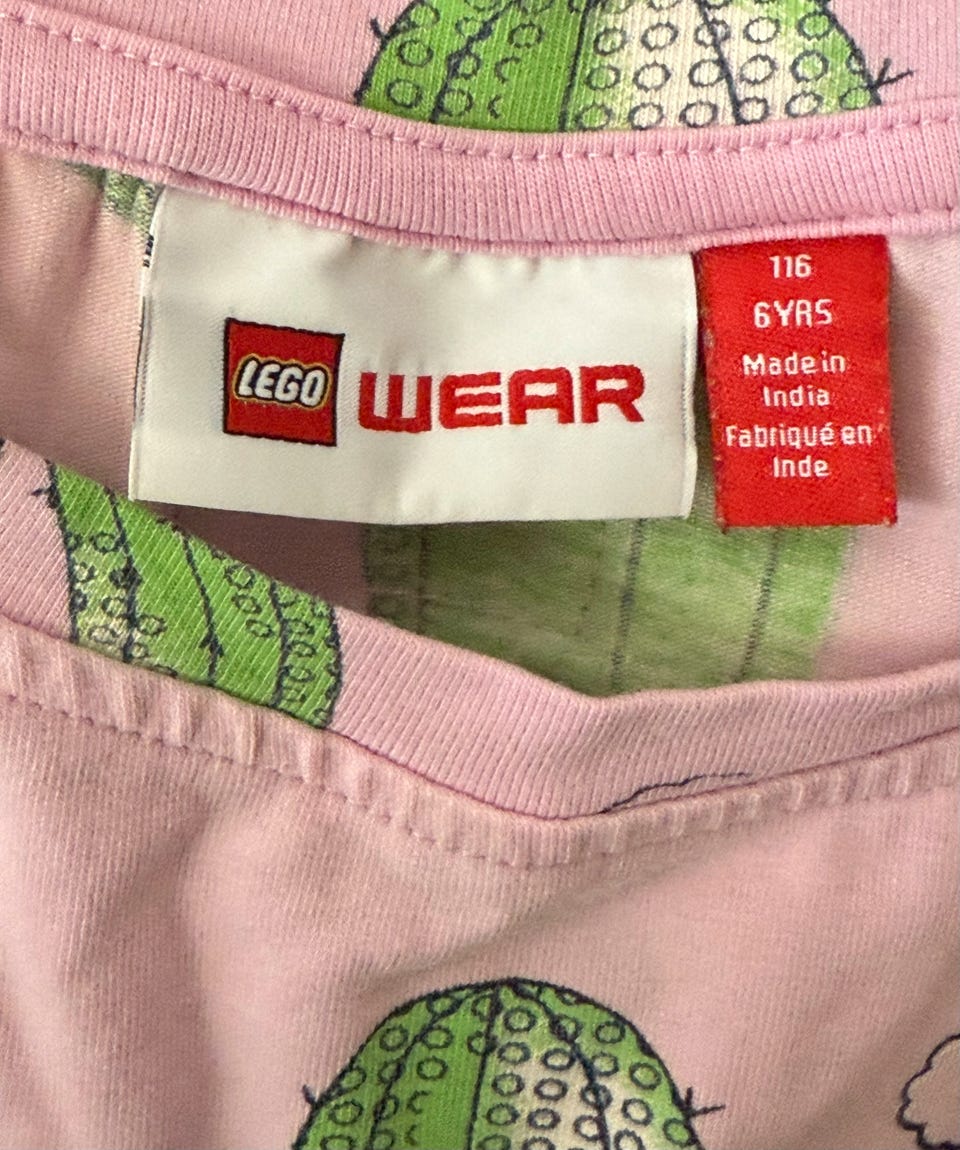 LEGO WEAR
116
6YRS
Made in
India
Fabriqué en
Inde